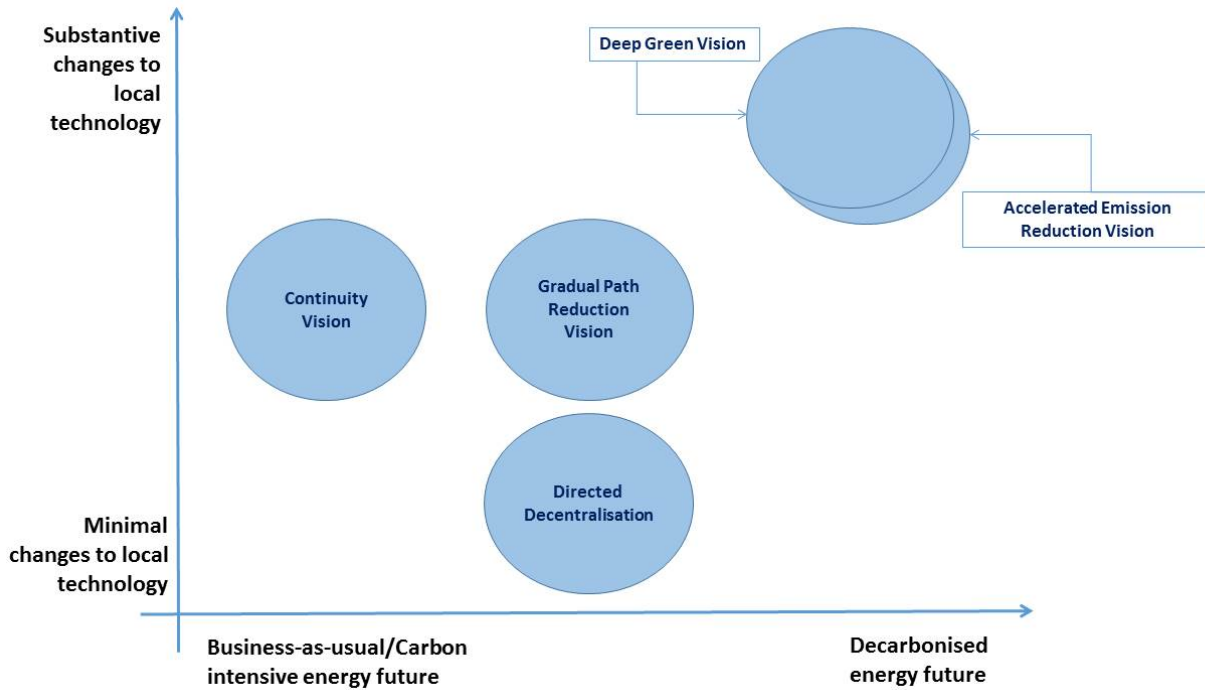 Substantive
changes to
local
technology
Deep Green Vision
Accelerated Emission
Reduction Vision
Continuity
Vision
Gradual Path
Reduction
Vision
Directed
Decentralisation
Minimal
changes to local
technology
Business-as-usual/Carbon
intensive energy future
Decarbonised
energy future